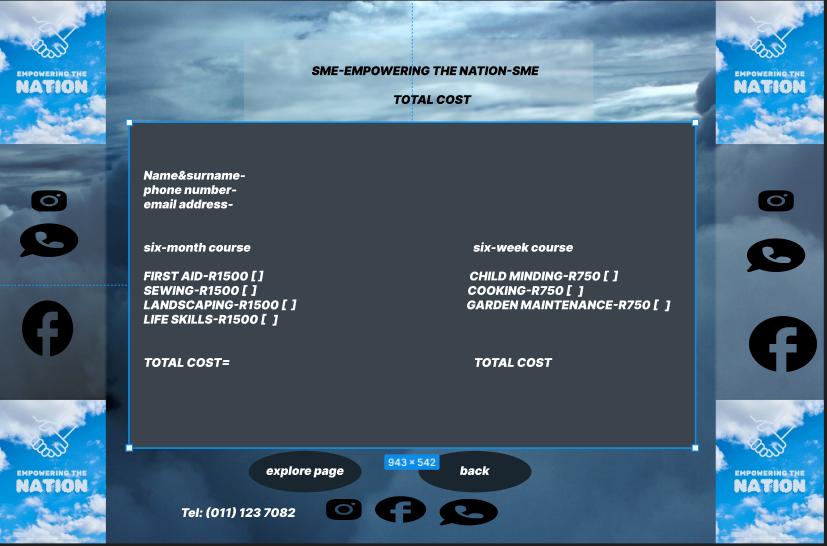 EMPOWERING THE
NATION
EMPOWERING THE
NATION
SME-EMPOWERING THE NATION-SME
TOTAL COST
Name&surname-
phone number-
email address-
six-month course
six-week course
FIRST AID-R1500 [ ]
CHILD MINDING-R750 [ ]
SEWING-R1500 [ ]
COOKING-R750 [ ]
LANDSCAPING-R1500 [ ]
GARDEN MAINTENANCE-R750 [ ]
LIFE SKILLS-R1500 [ ]
TOTAL COST=
TOTAL COST
943 × 542
explore page
back
EMPOWERING THE
NATION
EMPOWERING THE
NATION
Tel: (011) 123 7082